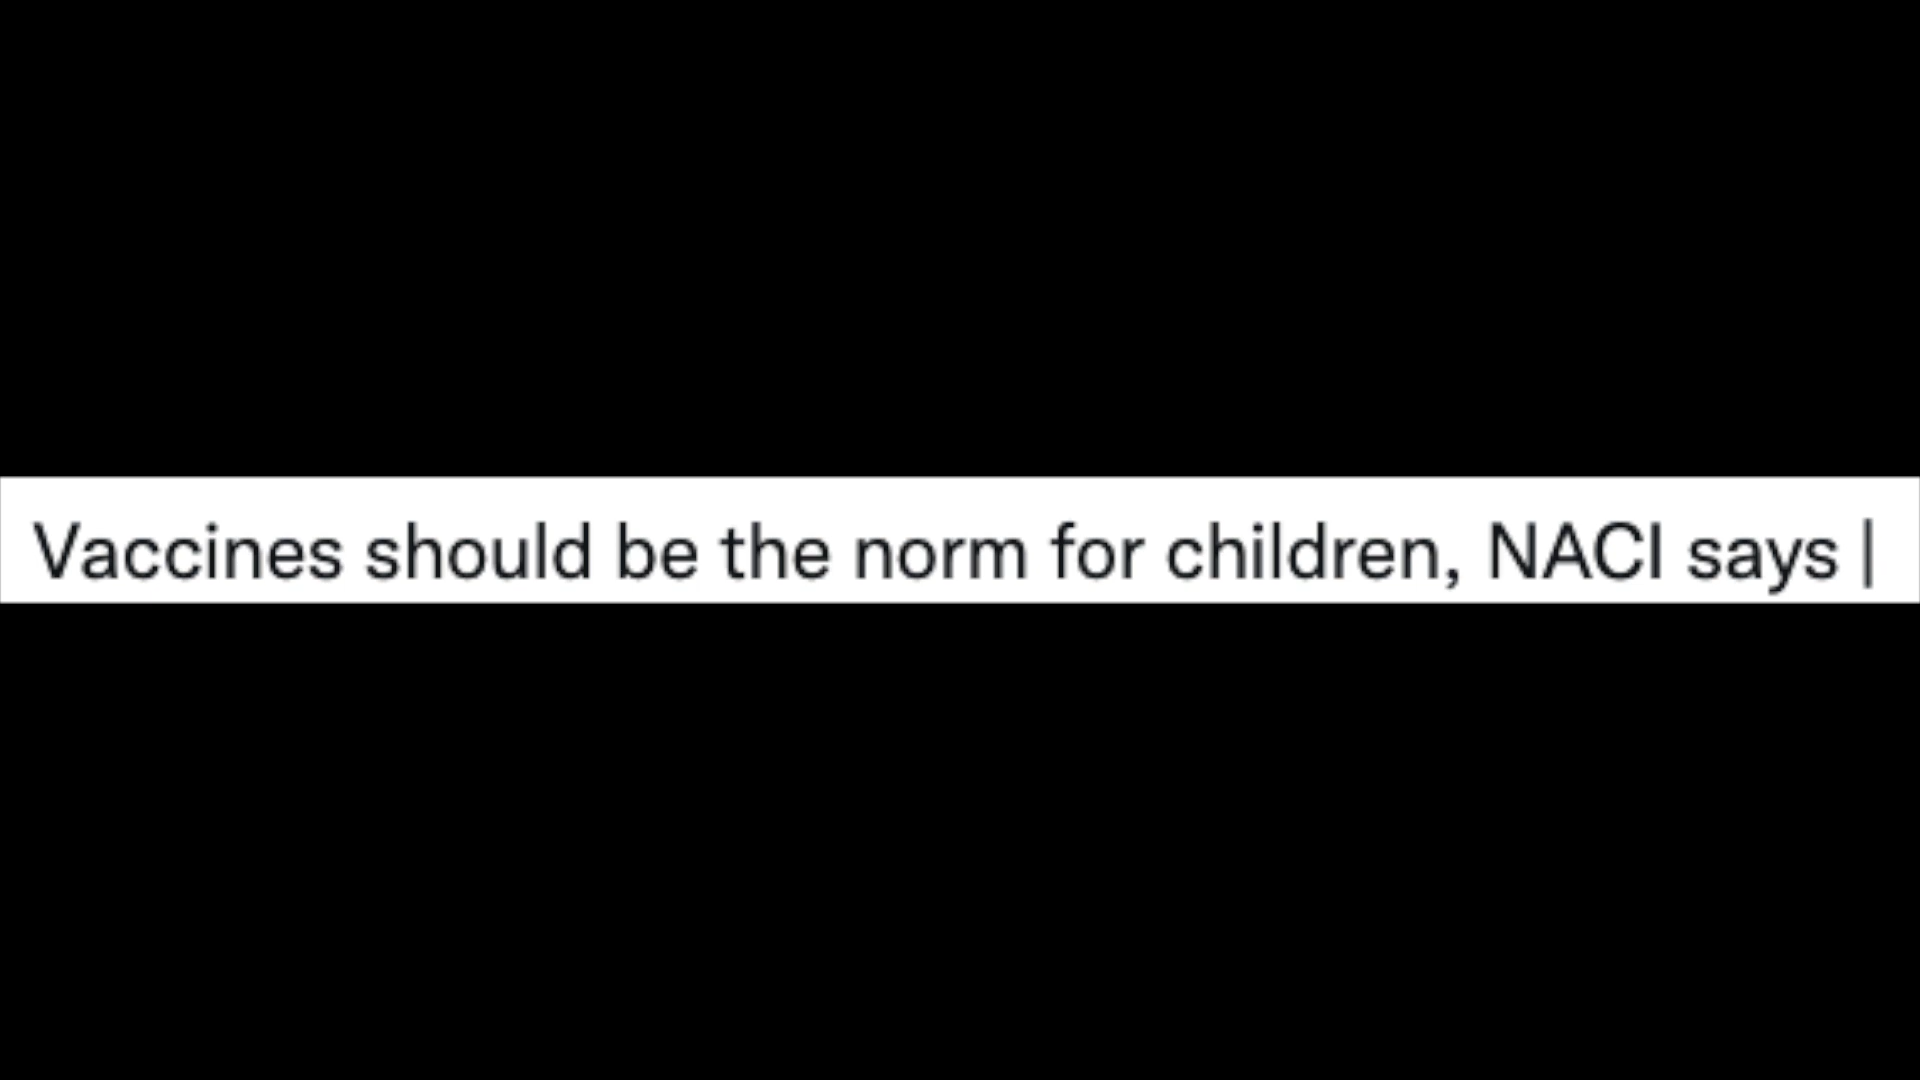 Vaccines should be the norm for children, NACI says |